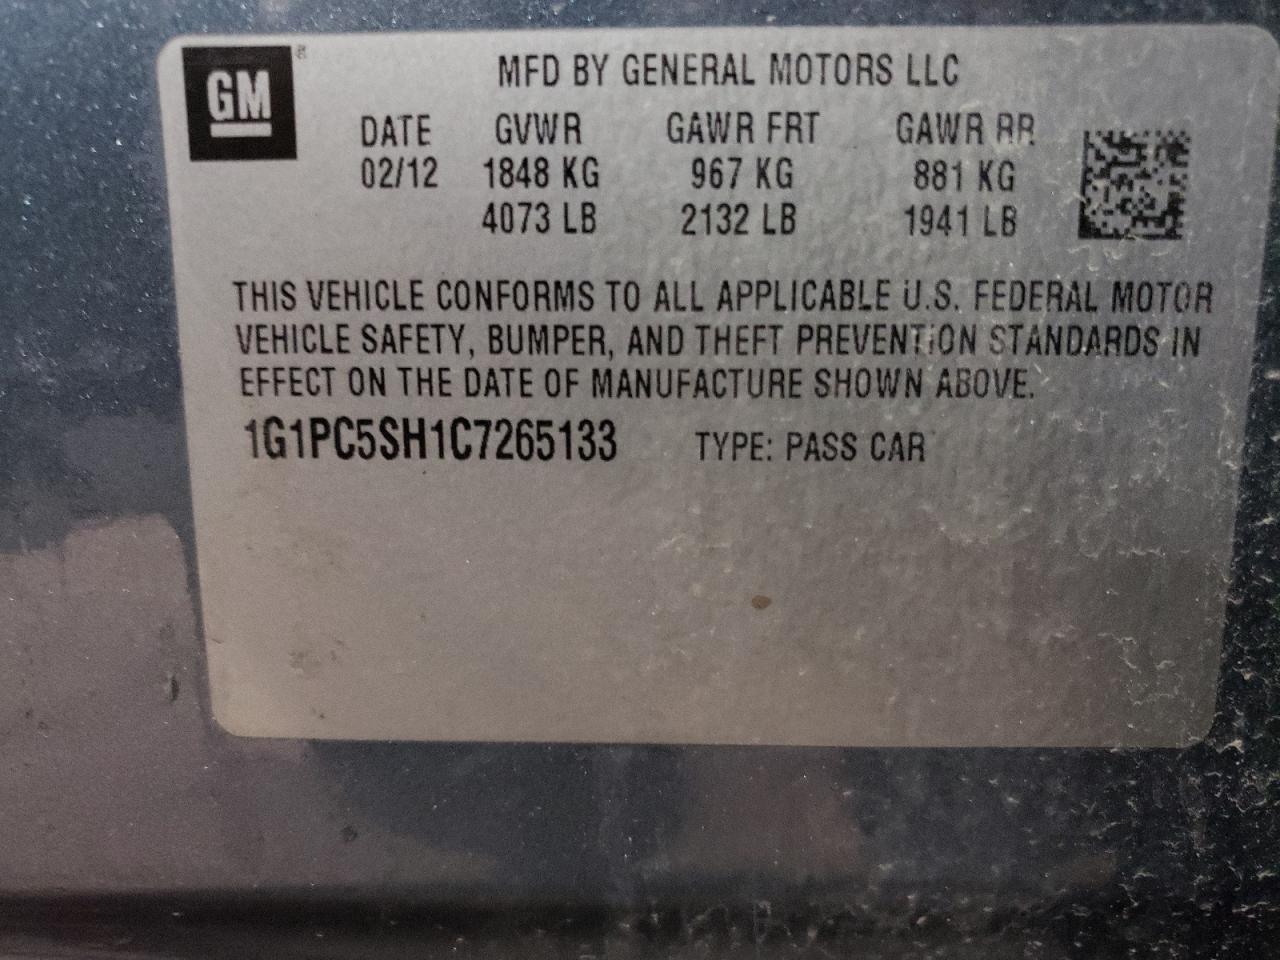 GM
MFD BY GENERAL MOTORS LLC
DATE GVWR GAWR FRT GAWR RR
02/12 1848 KG 967 KG 881 KG
4073 LB 2132 LB 1941 LB
THIS VEHICLE CONFORMS TO ALL APPLICABLE U.S. FEDERAL MOTOR
VEHICLE SAFETY, BUMPER, AND THEFT PREVENTION STANDARDS IN
EFFECT ON THE DATE OF MANUFACTURE SHOWN ABOVE.
1G1PC5SH1C7265133 TYPE: PASS CAR